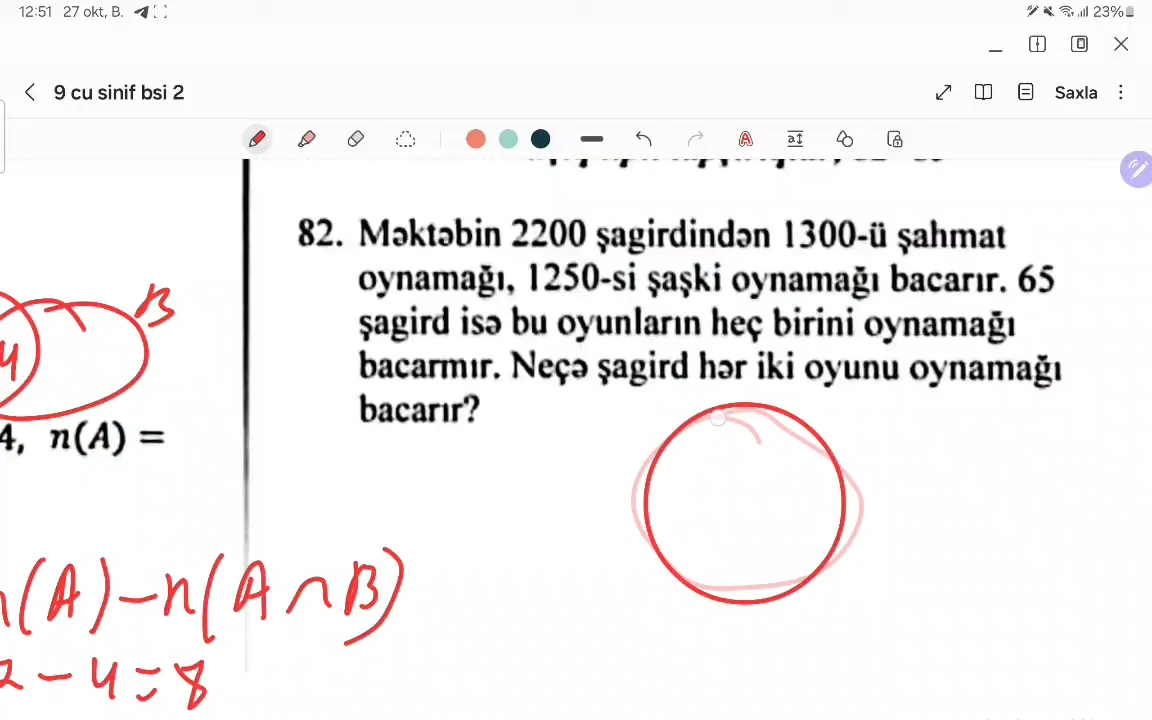 12:51 27 okt, B. 23%
9 cu sinif bsi 2
Saxla
82. Məktəbin 2200 şagirdindən 1300-ü şahmat
oynamağı, 1250-si şaşki oynamağı bacarır. 65
şagird isə bu oyunların heç birini oynamağı
bacarmır. Neçə şagird hər iki oyunu oynamağı
bacarır?
B
4
4, n(A) =
(A) - n(A ∩ B)
2 - 4 = 8